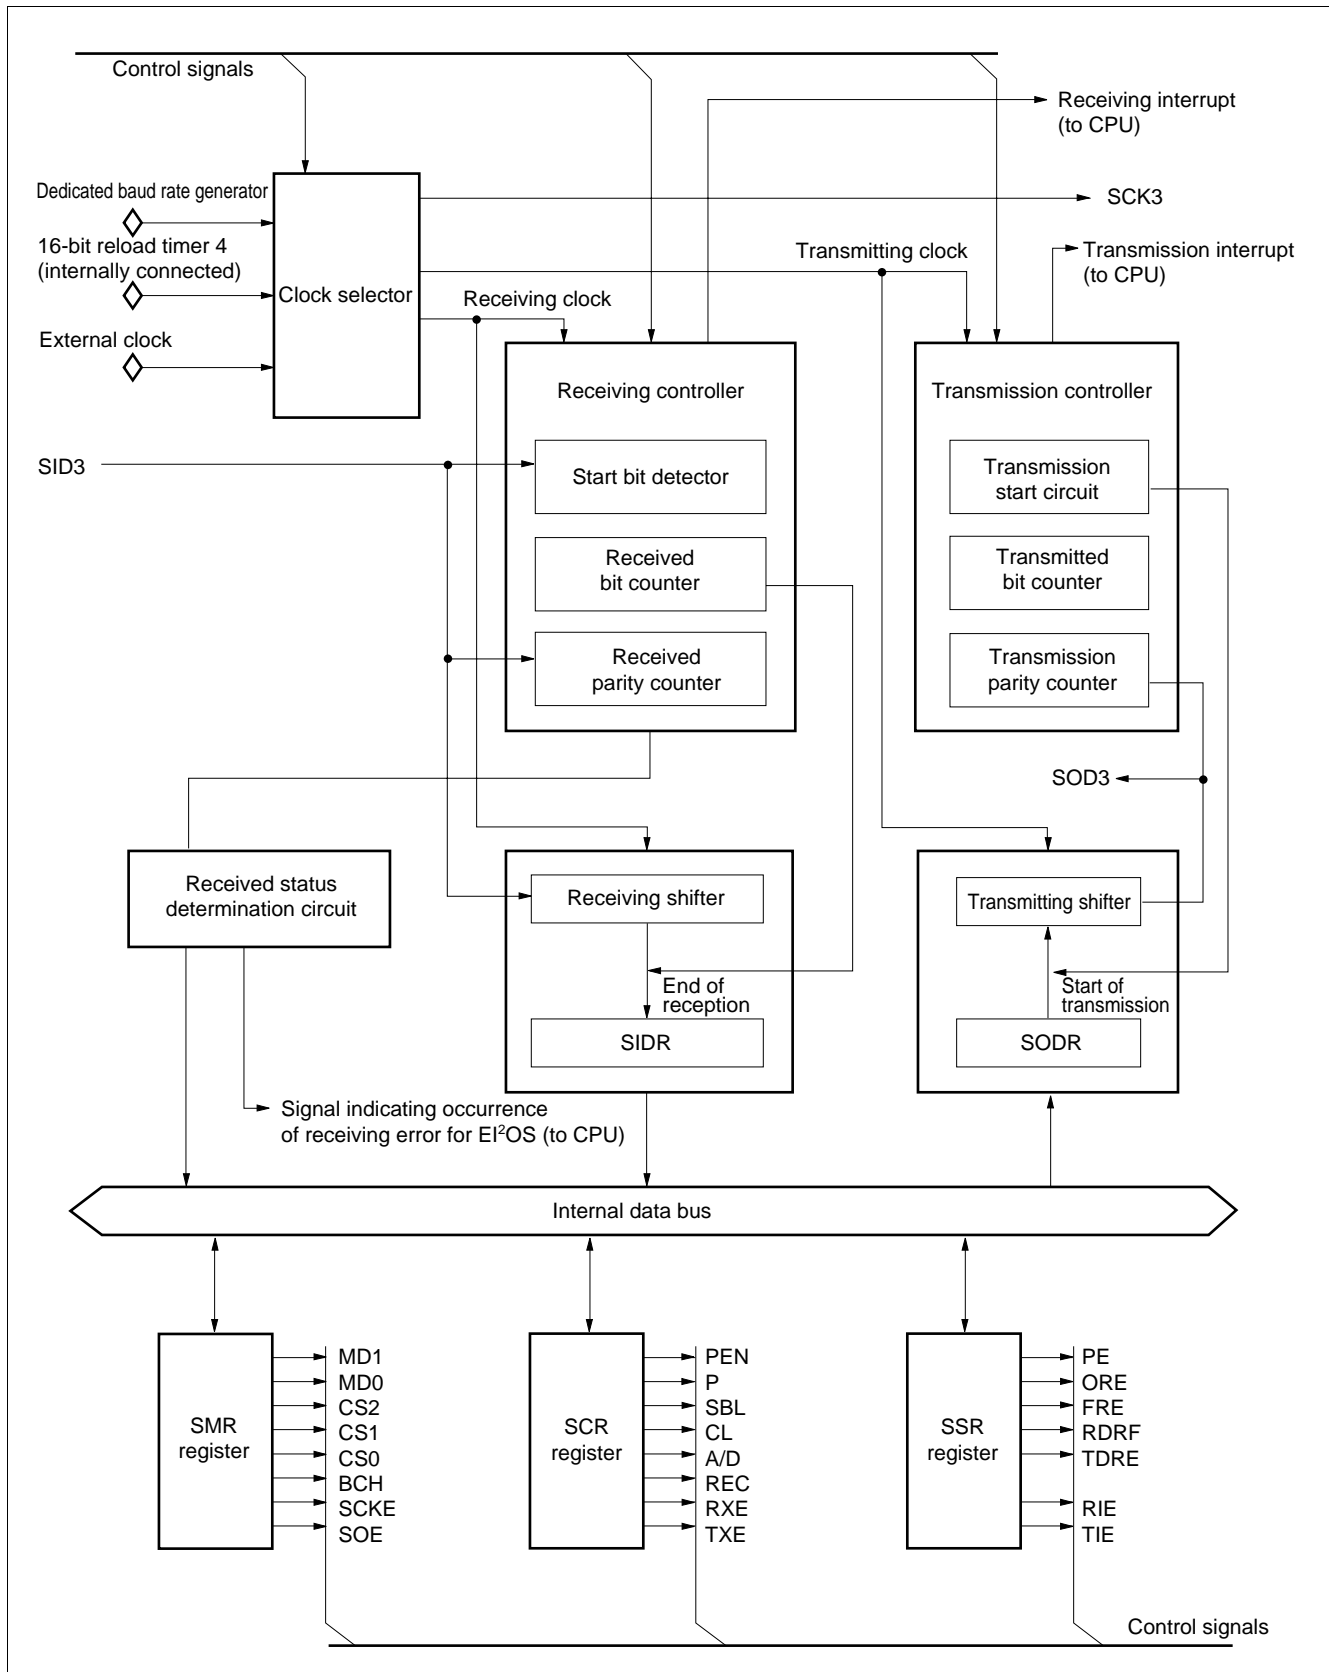 Control signals
Receiving interrupt
(to CPU)
Dedicated baud rate generator
SCK3
16-bit reload timer 4
(internally connected)
Transmitting clock
Transmission interrupt
(to CPU)
Clock selector
Receiving clock
External clock
Receiving controller
Transmission controller
SID3
Start bit detector
Transmission
start circuit
Received
bit counter
Transmitted
bit counter
Received
parity counter
Transmission
parity counter
SOD3
Received status
determination circuit
Receiving shifter
Transmitting shifter
End of
reception
Start of
transmission
SIDR
SODR
Signal indicating occurrence
of receiving error for EI²OS (to CPU)
Internal data bus
SMR
register
MD1
MD0
CS2
CS1
CS0
BCH
SCKE
SOE
SCR
register
PEN
P
SBL
CL
A/D
REC
RXE
TXE
SSR
register
PE
ORE
FRE
RDRF
TDRE
RIE
TIE
Control signals